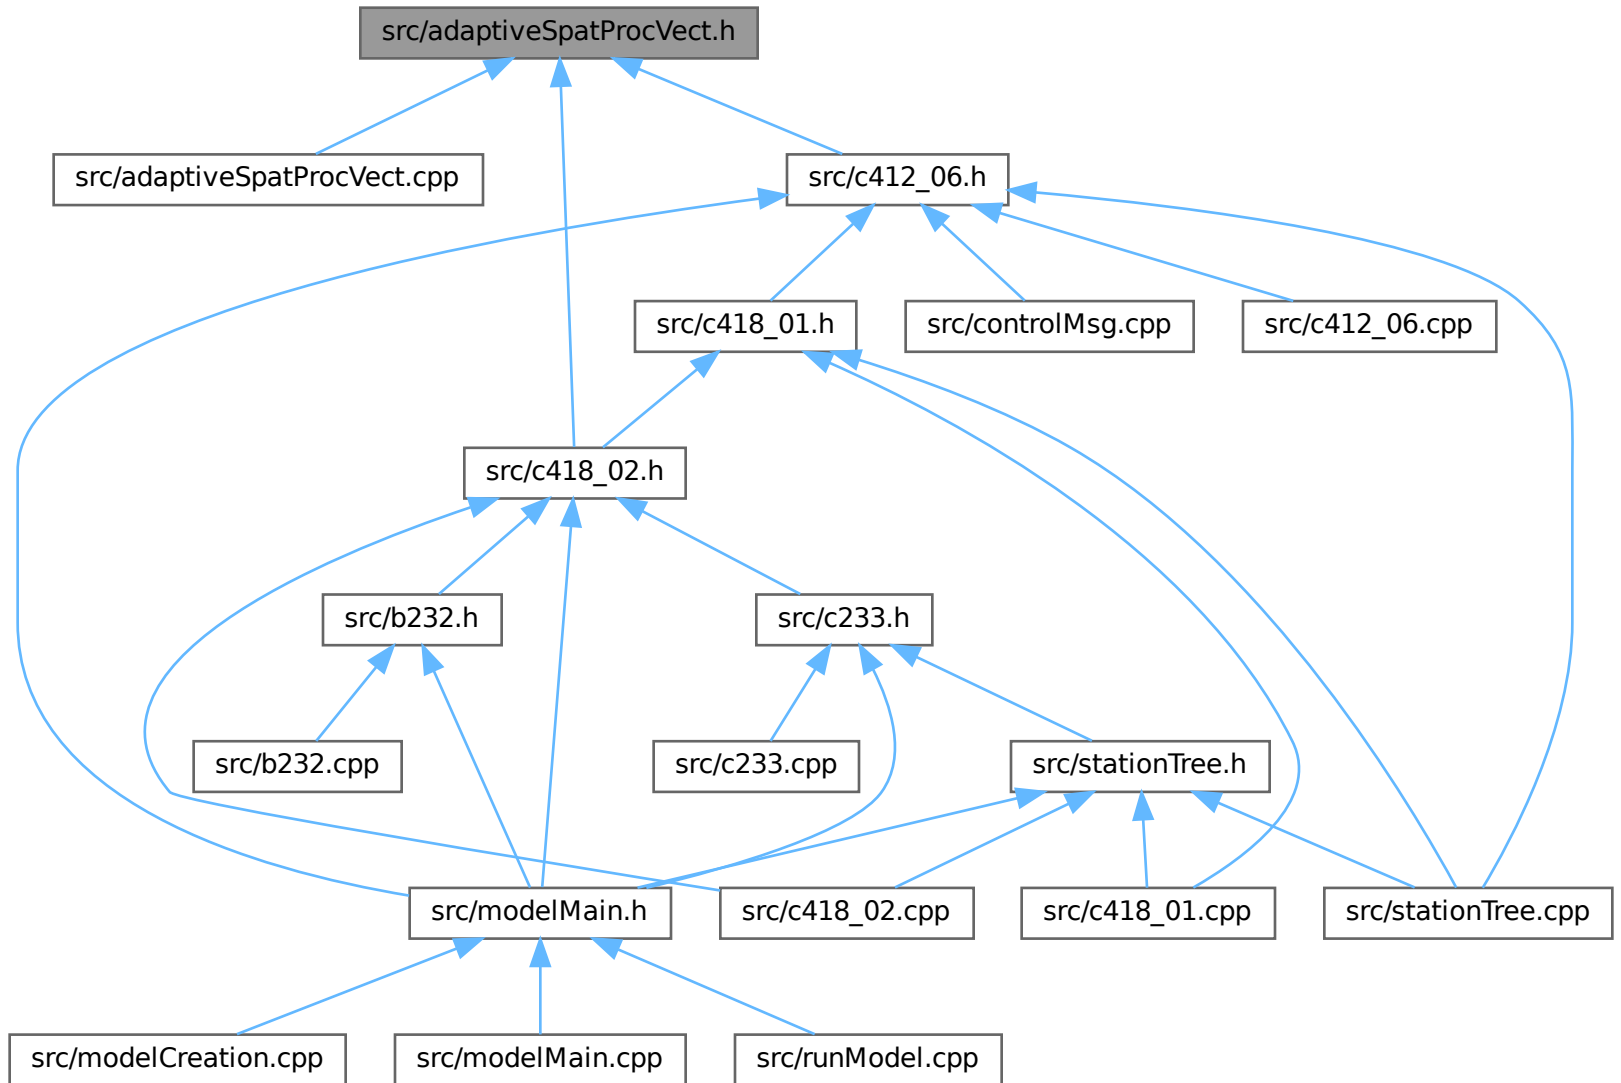 src/adaptiveSpatProcVect.h
src/adaptiveSpatProcVect.cpp
src/c412_06.h
src/c418_01.h
src/controlMsg.cpp
src/c412_06.cpp
src/c418_02.h
src/b232.h
src/c233.h
src/b232.cpp
src/c233.cpp
src/stationTree.h
src/modelMain.h
src/c418_02.cpp
src/c418_01.cpp
src/stationTree.cpp
src/modelCreation.cpp
src/modelMain.cpp
src/runModel.cpp